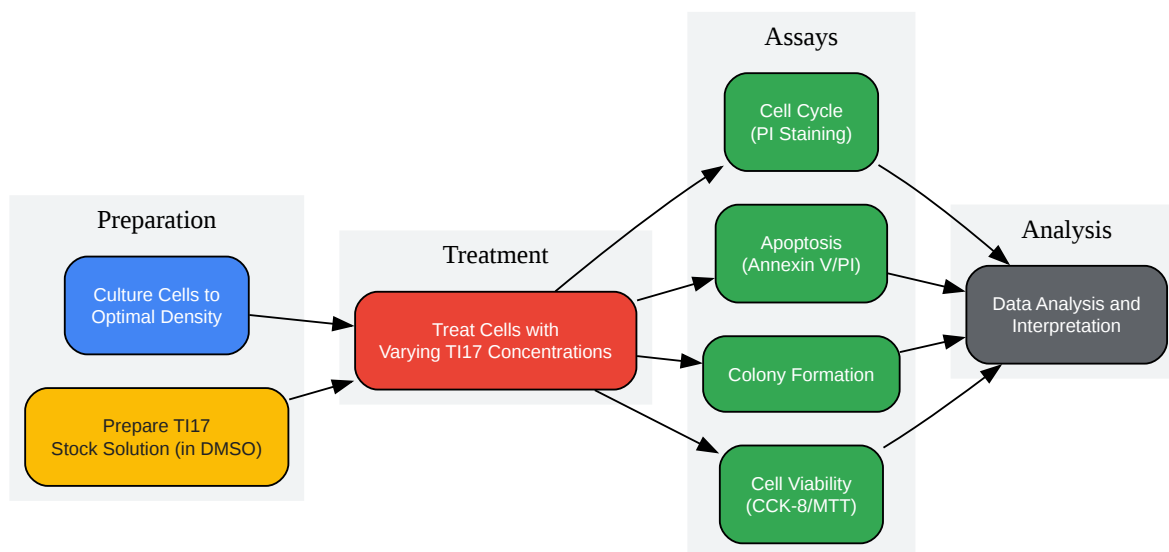 Preparation
Culture Cells to
Optimal Density
Prepare TI17
Stock Solution (in DMSO)
Treatment
Treat Cells with
Varying TI17 Concentrations
Assays
Cell Cycle
(PI Staining)
Apoptosis
(Annexin V/PI)
Colony Formation
Cell Viability
(CCK-8/MTT)
Analysis
Data Analysis and
Interpretation